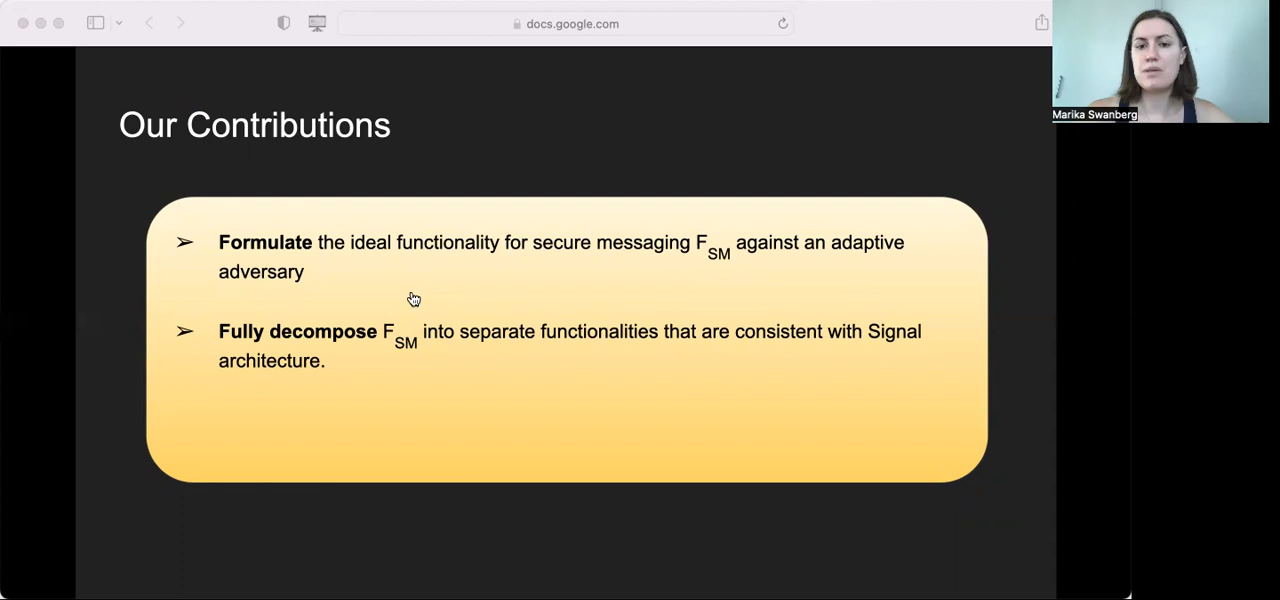 docs.google.com
Marika Swanberg
Our Contributions
➢ Formulate the ideal functionality for secure messaging F_SM against an adaptive
adversary
➢ Fully decompose F_SM into separate functionalities that are consistent with Signal
architecture.